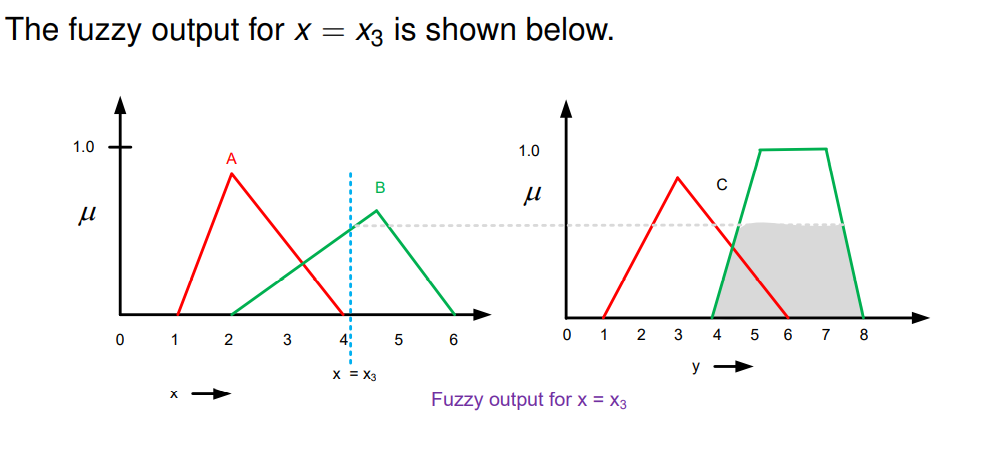 The fuzzy output for x = x₃ is shown below.
1.0
A
B
μ
0 1 2 3 4 5 6
x = x₃
x
1.0
C
μ
0 1 2 3 4 5 6 7 8
y
Fuzzy output for x = x₃